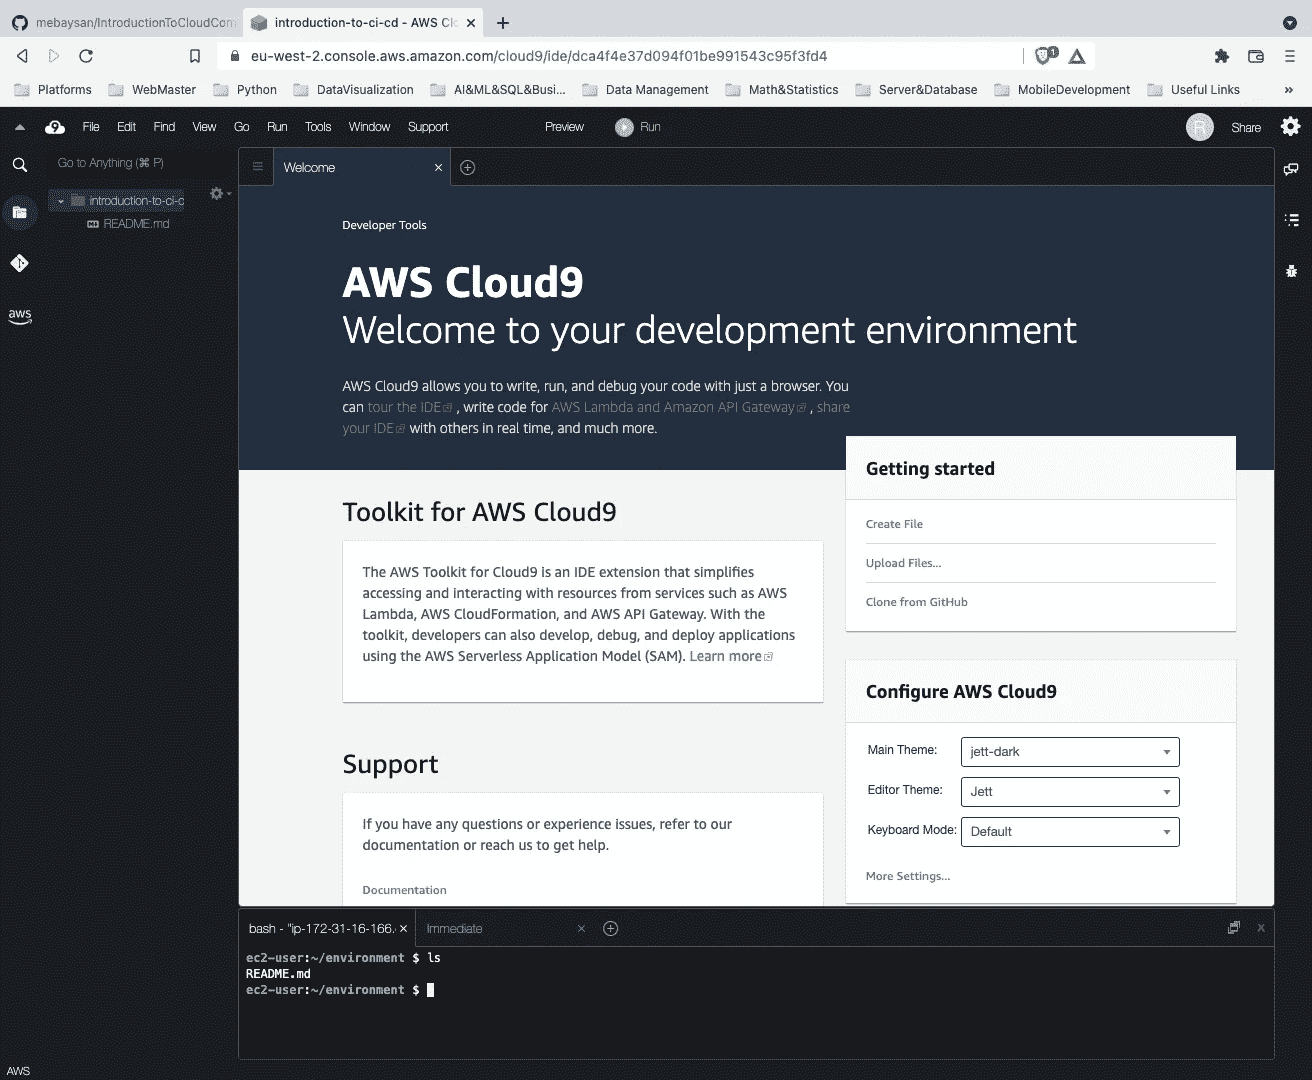 mebaysan/IntroductionToCloudCom
introduction-to-ci-cd - AWS Clo
eu-west-2.console.aws.amazon.com/cloud9/ide/dca4f4e37d094f01be991543c95f3fd4
1
Platforms WebMaster Python DataVisualization AI&ML&SQL&Busi... Data Management Math&Statistics Server&Database MobileDevelopment Useful Links »
9 File Edit Find View Go Run Tools Window Support Preview Run R Share
Go to Anything (⌘ P)
introduction-to-ci-c
README.md
aws
Welcome
Developer Tools
AWS Cloud9
Welcome to your development environment
AWS Cloud9 allows you to write, run, and debug your code with just a browser. You
can tour the IDE , write code for AWS Lambda and Amazon API Gateway , share
your IDE with others in real time, and much more.
Getting started
Create File
Upload Files...
Clone from GitHub
Toolkit for AWS Cloud9
The AWS Toolkit for Cloud9 is an IDE extension that simplifies
accessing and interacting with resources from services such as AWS
Lambda, AWS CloudFormation, and AWS API Gateway. With the
toolkit, developers can also develop, debug, and deploy applications
using the AWS Serverless Application Model (SAM). Learn more
Configure AWS Cloud9
Main Theme: jett-dark
Editor Theme: Jett
Keyboard Mode: Default
More Settings...
Support
If you have any questions or experience issues, refer to our
documentation or reach us to get help.
Documentation
bash - "ip-172-31-16-166. Immediate
ec2-user:~/environment $ ls
README.md
ec2-user:~/environment $
AWS